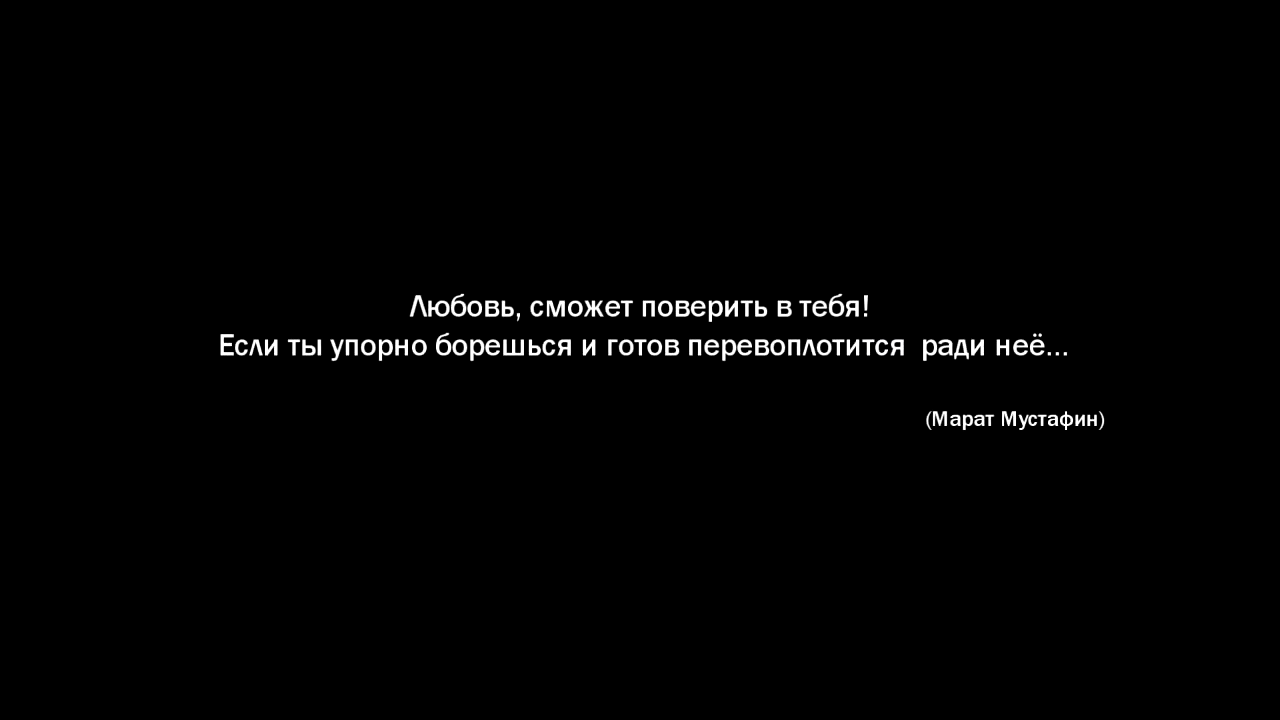 Любовь, сможет поверить в тебя!
Если ты упорно борешься и готов перевоплотится  ради неё...
(Марат Мустафин)